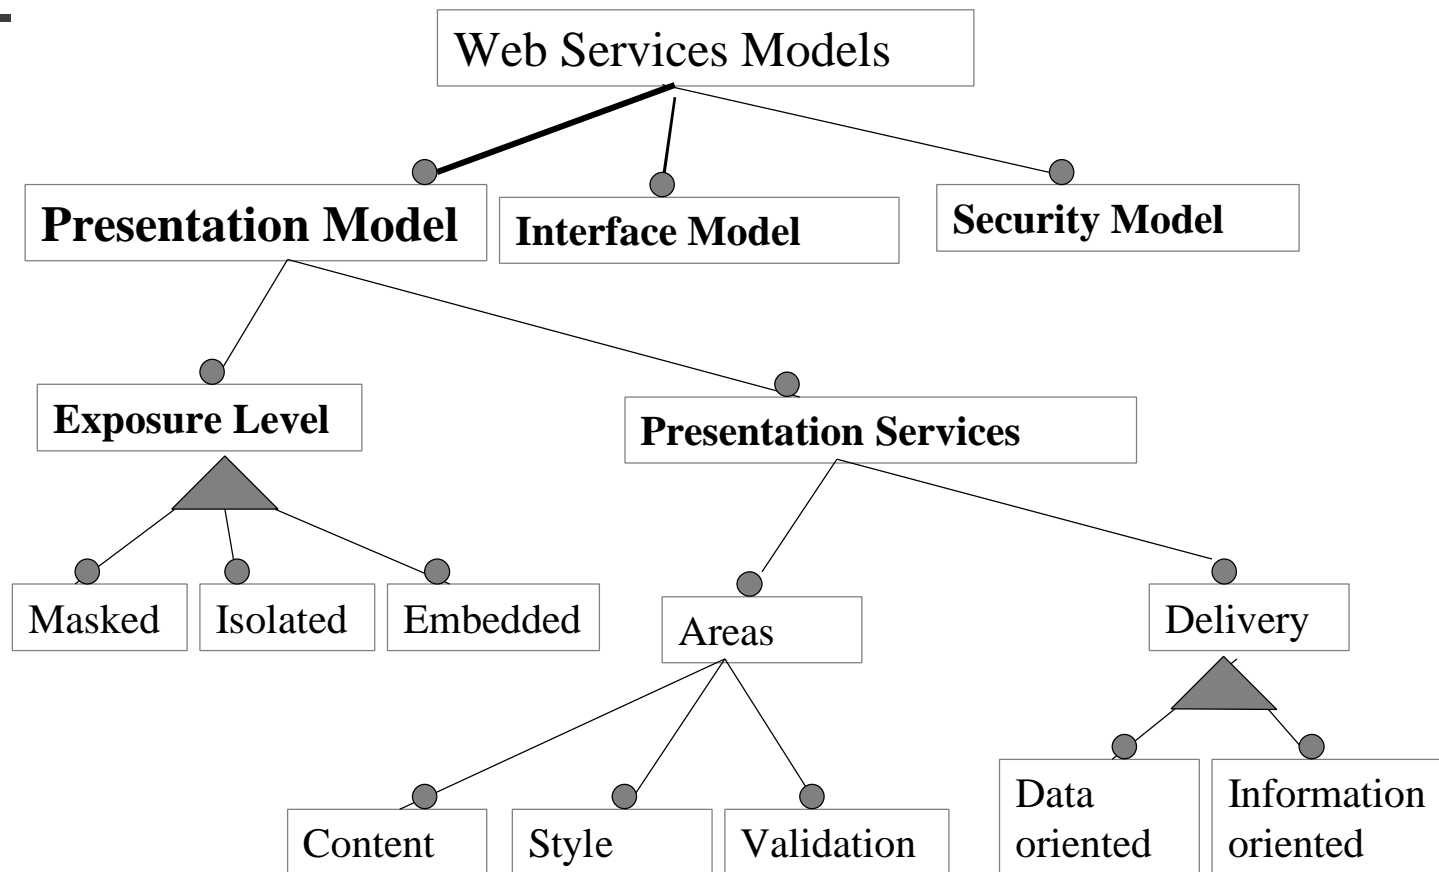 Web Services Models
Presentation Model
Interface Model
Security Model
Exposure Level
Presentation Services
Masked
Isolated
Embedded
Areas
Delivery
Content
Style
Validation
Data
oriented
Information
oriented